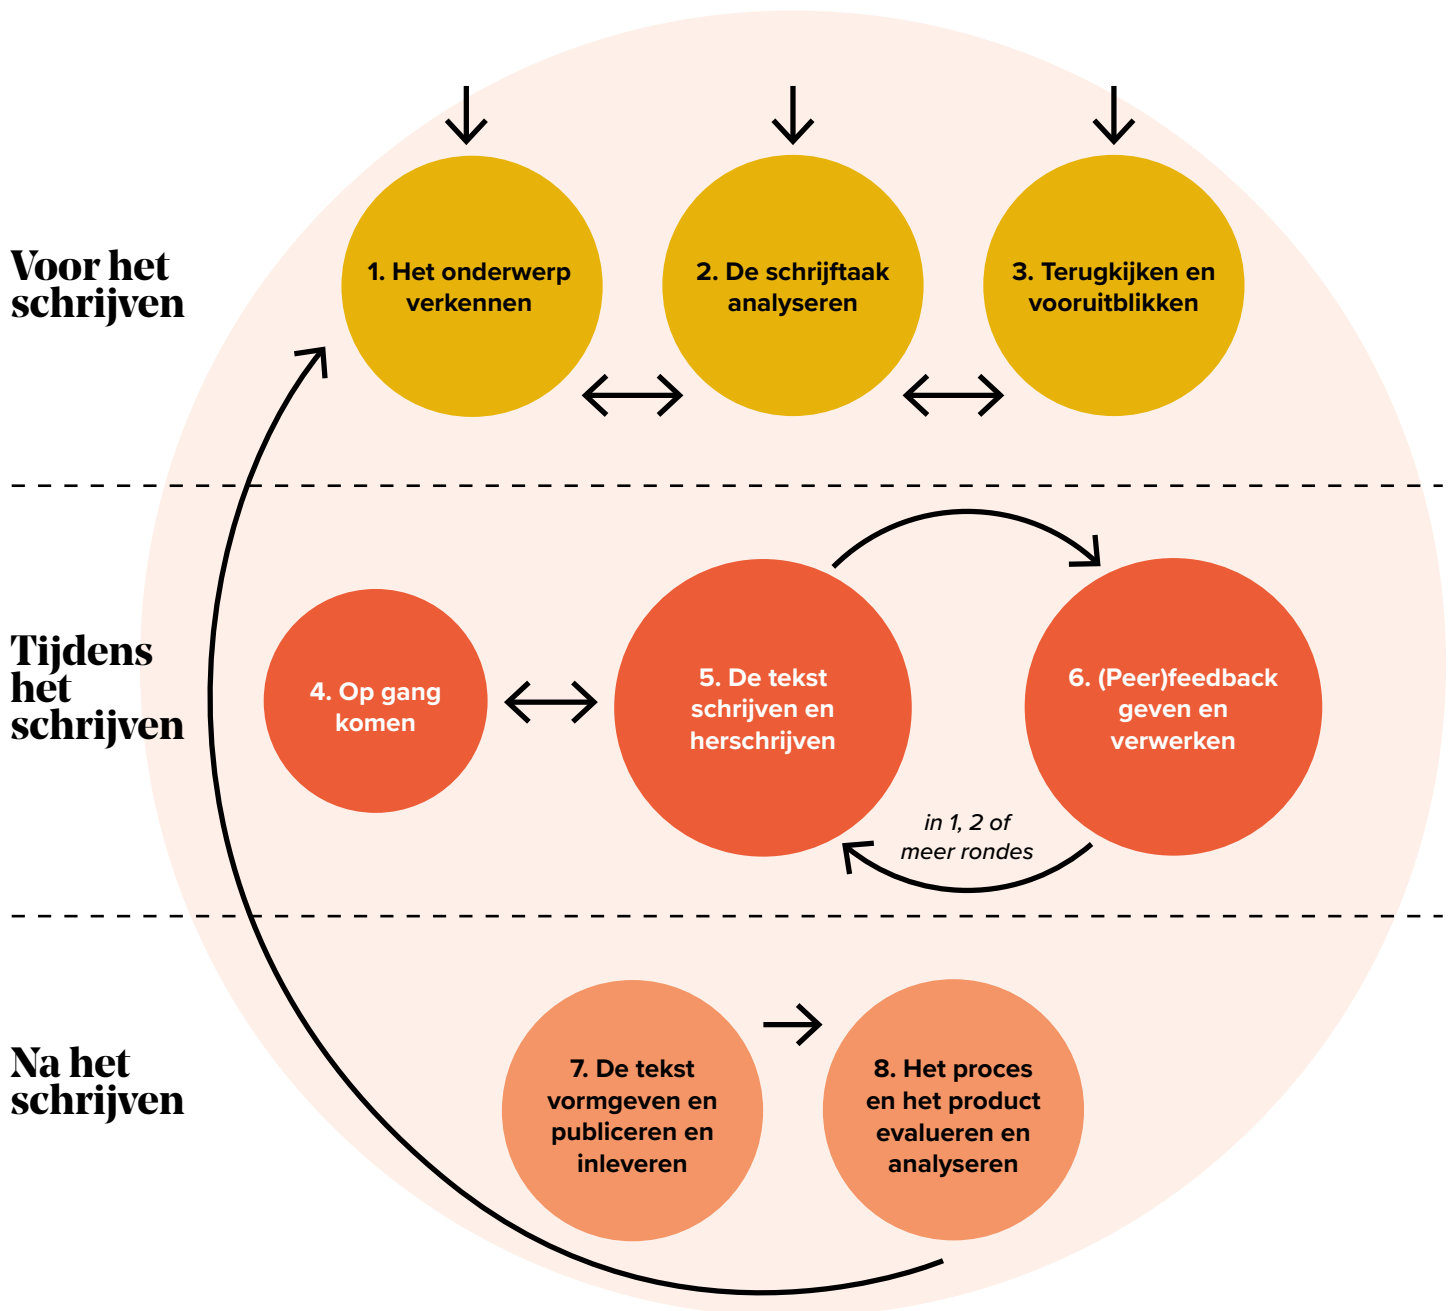 Voor het
schrijven
1. Het onderwerp
verkennen
2. De schrijftaak
analyseren
3. Terugkijken en
vooruitblikken
Tijdens
het
schrijven
4. Op gang
komen
5. De tekst
schrijven en
herschrijven
6. (Peer)feedback
geven en
verwerken
in 1, 2 of
meer rondes
Na het
schrijven
7. De tekst
vormgeven en
publiceren en
inleveren
8. Het proces
en het product
evalueren en
analyseren